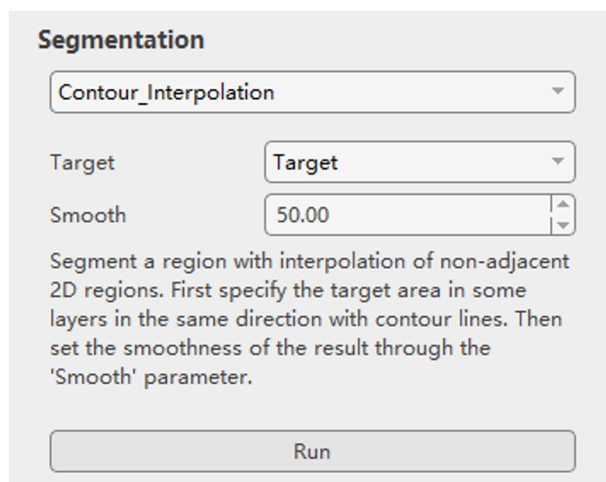 Segmentation
Contour_Interpolation
Target Target
Smooth 50.00
Segment a region with interpolation of non-adjacent
2D regions. First specify the target area in some
layers in the same direction with contour lines. Then
set the smoothness of the result through the
'Smooth' parameter.
Run